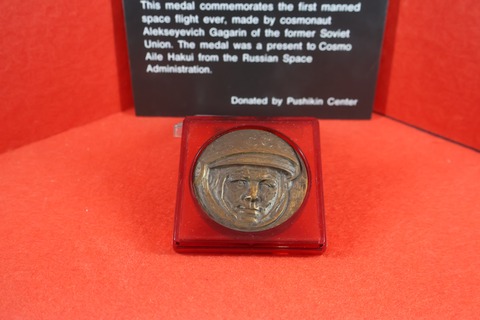 This medal commemorates the first manned
space flight ever, made by cosmonaut
Alekseyevich Gagarin of the former Soviet
Union. The medal was a present to Cosmo
Aile Hakui from the Russian Space
Administration.
Donated by Pushikin Center